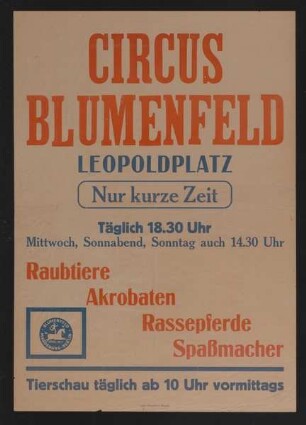 CIRCUS
BLUMENFELD
LEOPOLDPLATZ
Nur kurze Zeit
Täglich 18.30 Uhr
Mittwoch, Sonnabend, Sonntag auch 14.30 Uhr
Raubtiere
Akrobaten
Rassepferde
Spaßmacher
Tierschau täglich ab 10 Uhr vormittags